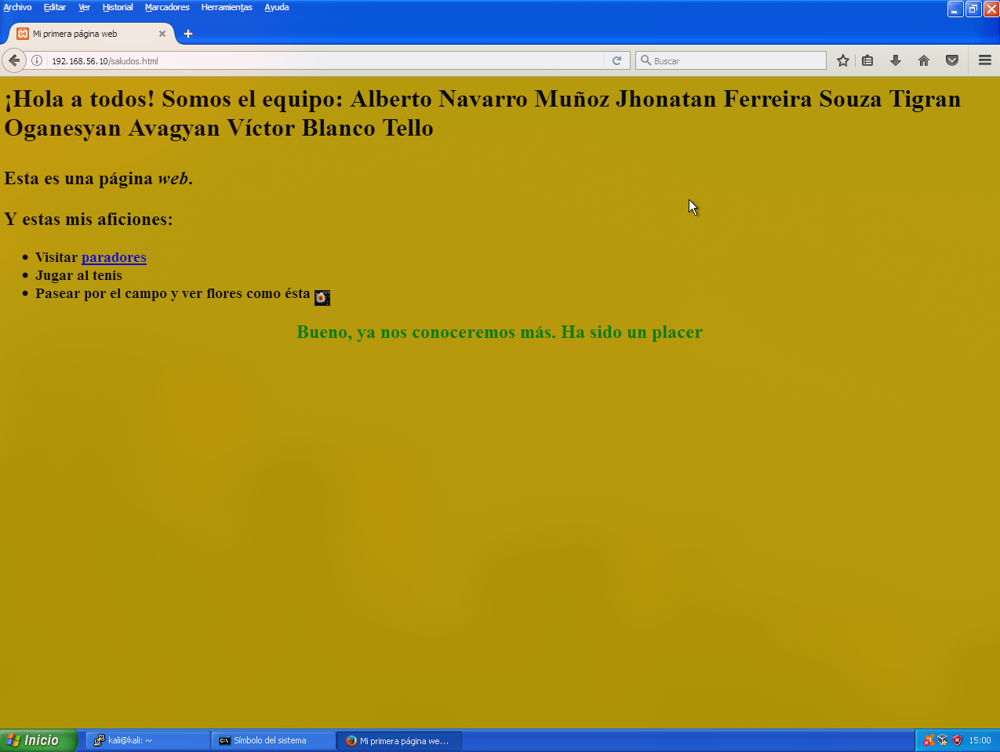 Archivo Editar Ver Historial Marcadores Herramientas Ayuda
Mi primera página web
192.168.56.10/saludos.html
Buscar
¡Hola a todos! Somos el equipo: Alberto Navarro Muñoz Jhonatan Ferreira Souza Tigran
Oganesyan Avagyan Víctor Blanco Tello
Esta es una página web.
Y estas mis aficiones:
Visitar paradores
Jugar al tenis
Pasear por el campo y ver flores como ésta
Bueno, ya nos conoceremos más. Ha sido un placer
Inicio kali@kali: ~ Símbolo del sistema Mi primera página we... 15:00